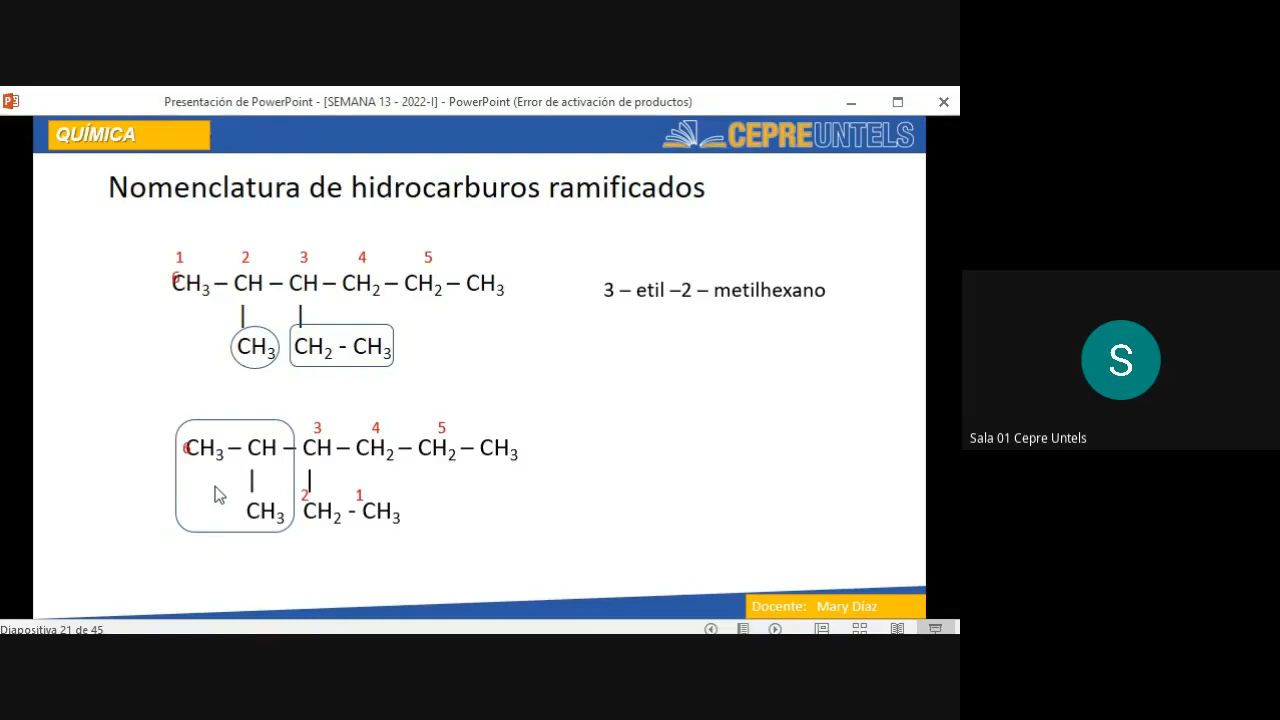 Presentación de PowerPoint - [SEMANA 13 - 2022-I] - PowerPoint (Error de activación de productos)
QUÍMICA
CEPREUNTELS
Nomenclatura de hidrocarburos ramificados
1 2 3 4 5
6
CH₃ – CH – CH – CH₂ – CH₂ – CH₃
3 – etil –2 – metilhexano
| |
CH₃ CH₂ - CH₃
3 4 5
6
CH₃ – CH – CH – CH₂ – CH₂ – CH₃
| |
2 1
CH₃ CH₂ - CH₃
Docente: Mary Díaz
Diapositiva 21 de 45
S
Sala 01 Cepre Untels